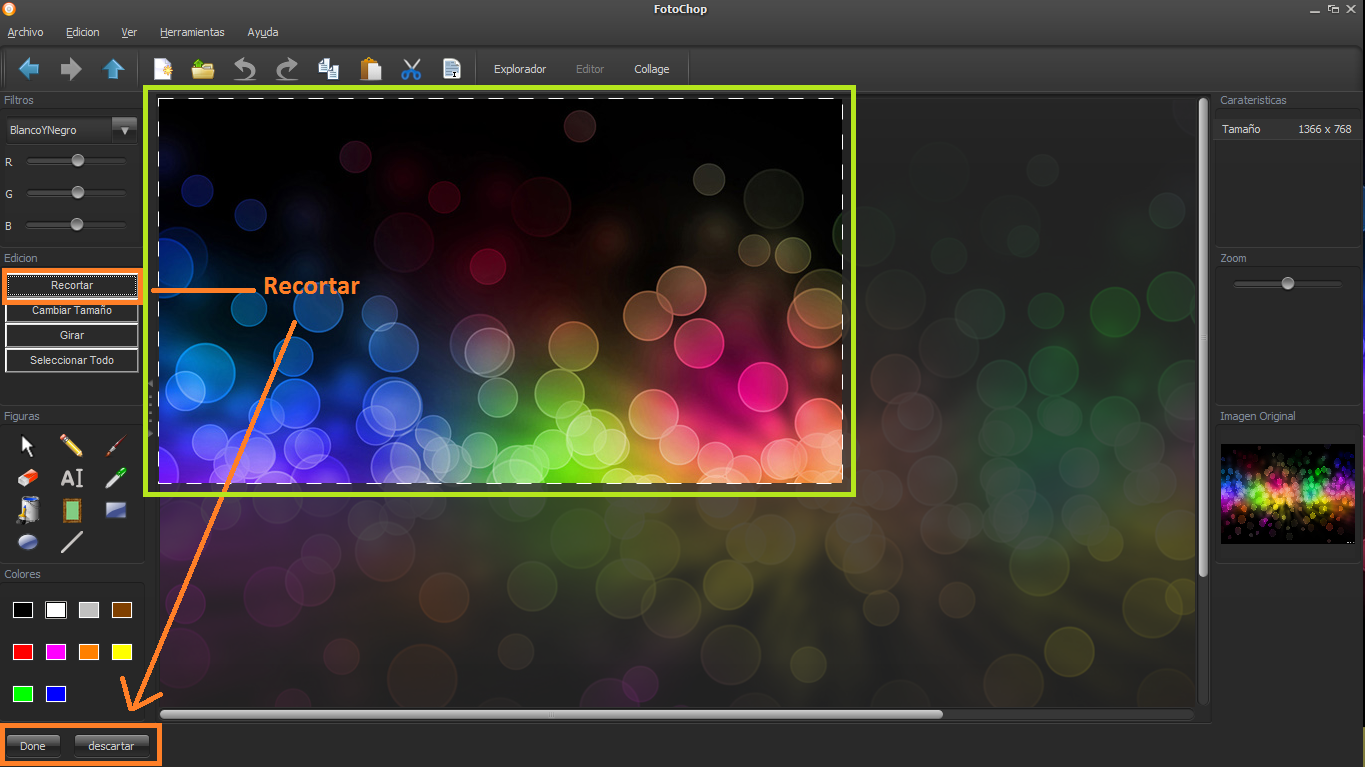 FotoChop
Archivo Edicion Ver Herramientas Ayuda
Explorador Editor Collage
Filtros
BlancoYNegro
R
G
B
Edicion
Recortar
Cambiar Tamaño
Girar
Seleccionar Todo
Figuras
AI
Colores
Done descartar
Recortar
Carateristicas
Tamaño 1366 x 768
Zoom
Imagen Original